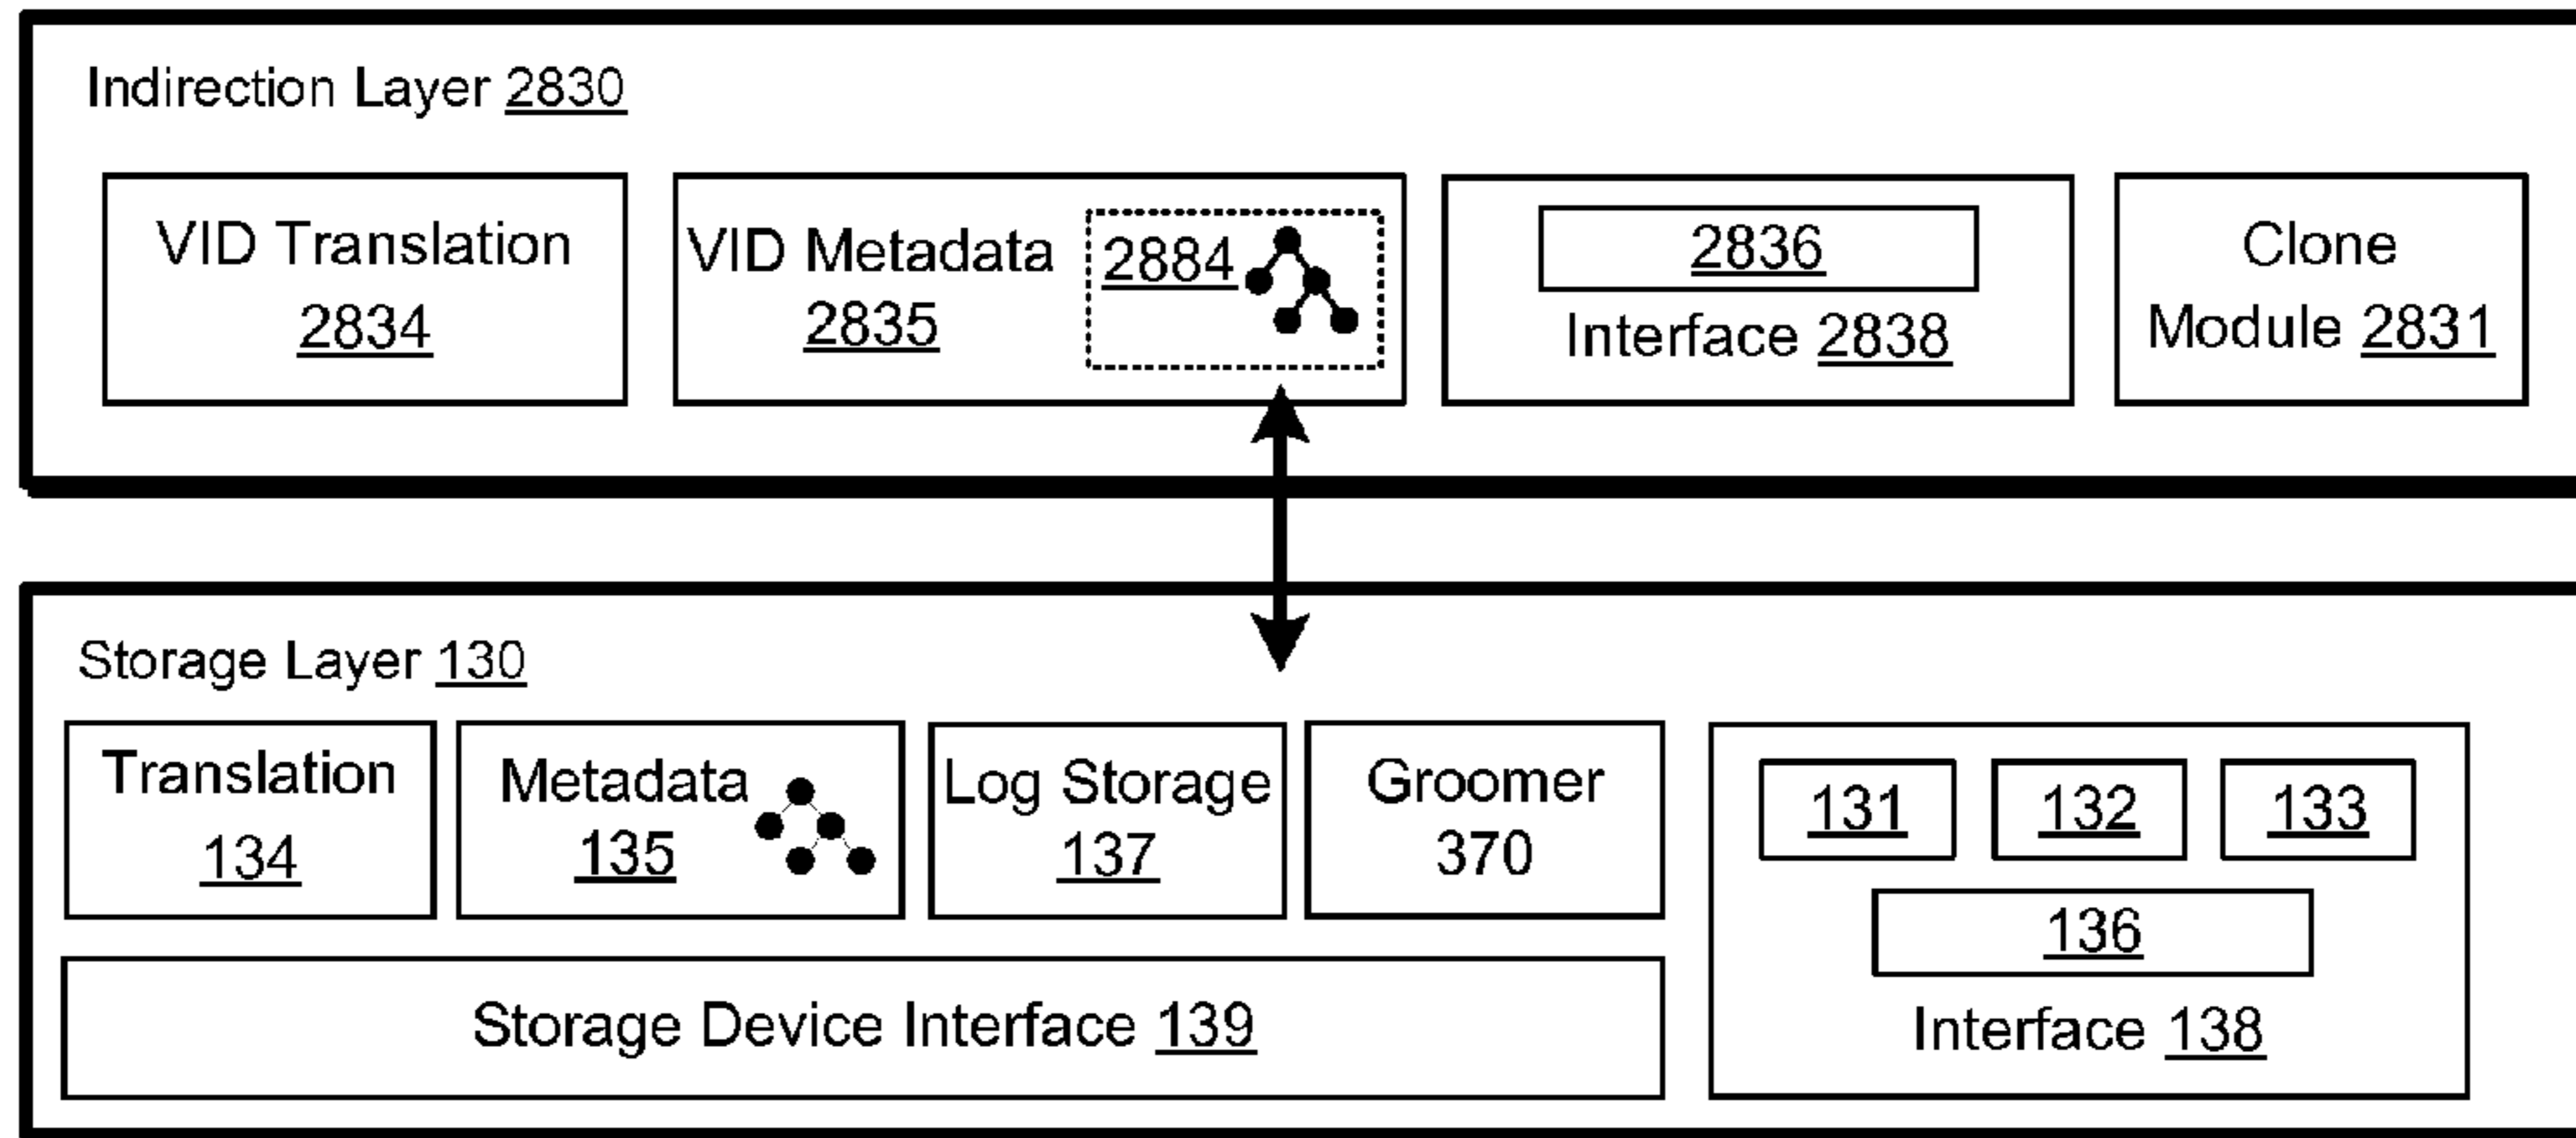 Indirection Layer 2830
VID Translation
2834
VID Metadata
2835
2884
2836
Interface 2838
Clone
Module 2831
Storage Layer 130
Translation
134
Metadata
135
Log Storage
137
Groomer
370
131
132
133
136
Interface 138
Storage Device Interface 139